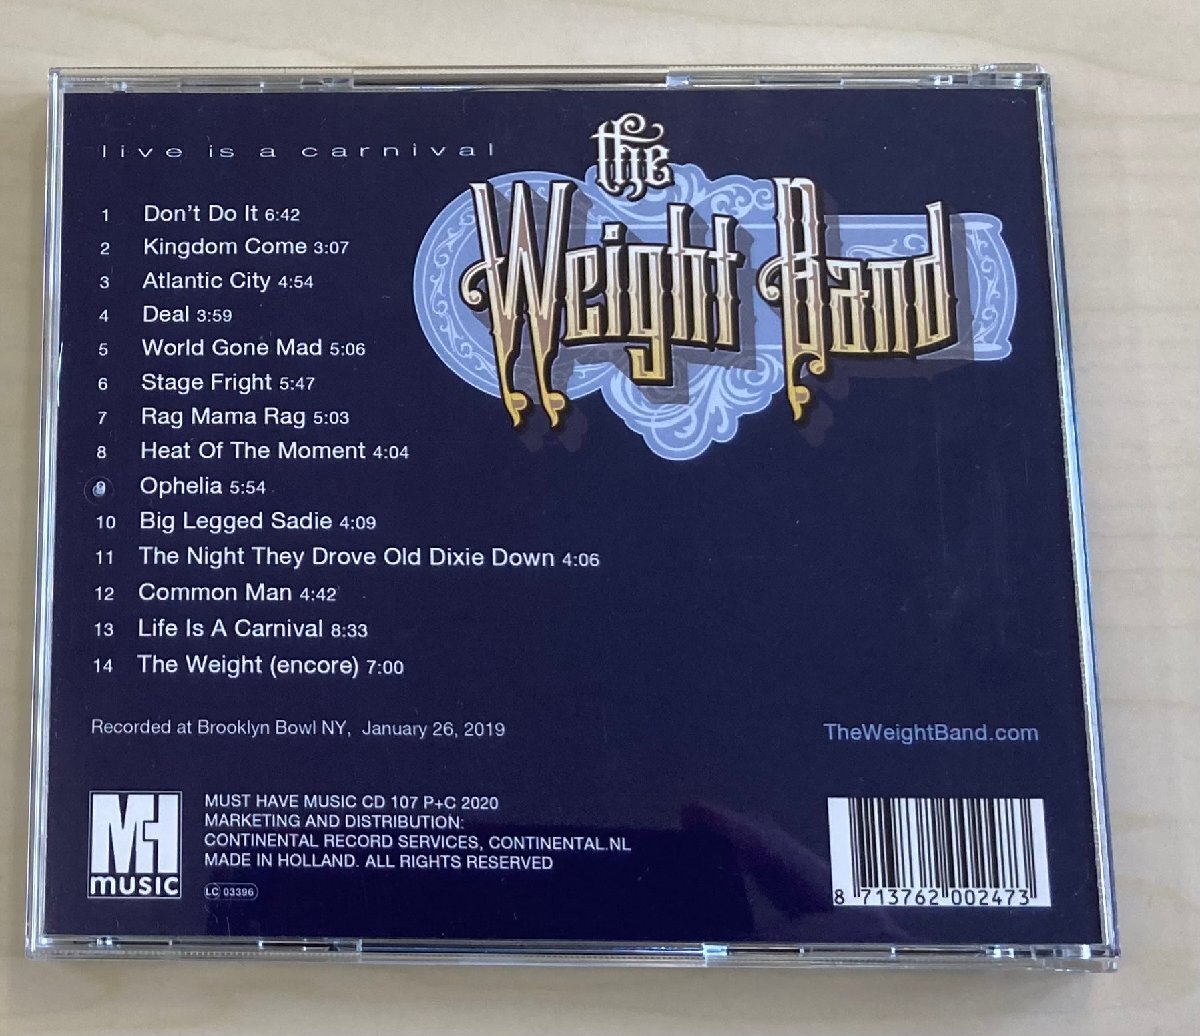 live is a carnival
the
Weight Band
1 Don't Do It 6:42
2 Kingdom Come 3:07
3 Atlantic City 4:54
4 Deal 3:59
5 World Gone Mad 5:06
6 Stage Fright 5:47
7 Rag Mama Rag 5:03
8 Heat Of The Moment 4:04
9 Ophelia 5:54
10 Big Legged Sadie 4:09
11 The Night They Drove Old Dixie Down 4:06
12 Common Man 4:42
13 Life Is A Carnival 8:33
14 The Weight (encore) 7:00
Recorded at Brooklyn Bowl NY, January 26, 2019
TheWeightBand.com
MH
music
MUST HAVE MUSIC CD 107 P+C 2020
MARKETING AND DISTRIBUTION:
CONTINENTAL RECORD SERVICES, CONTINENTAL.NL
MADE IN HOLLAND. ALL RIGHTS RESERVED
LC 03396
8 713762 002473